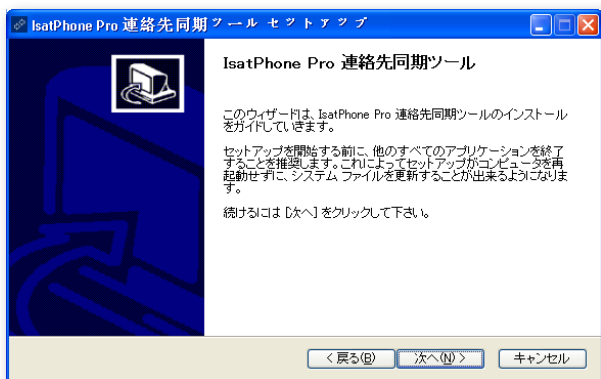 IsatPhone Pro 連絡先同期ツール セットアップ
IsatPhone Pro 連絡先同期ツール
このウィザードは、IsatPhone Pro 連絡先同期ツールのインストール
をガイドしていきます。
セットアップを開始する前に、他のすべてのアプリケーションを終了
することを推奨します。これによってセットアップがコンピュータを再
起動せずに、システム ファイルを更新することが出来るようになりま
す。
続けるには [次へ] をクリックして下さい。
< 戻る(B) 次へ(N) > キャンセル